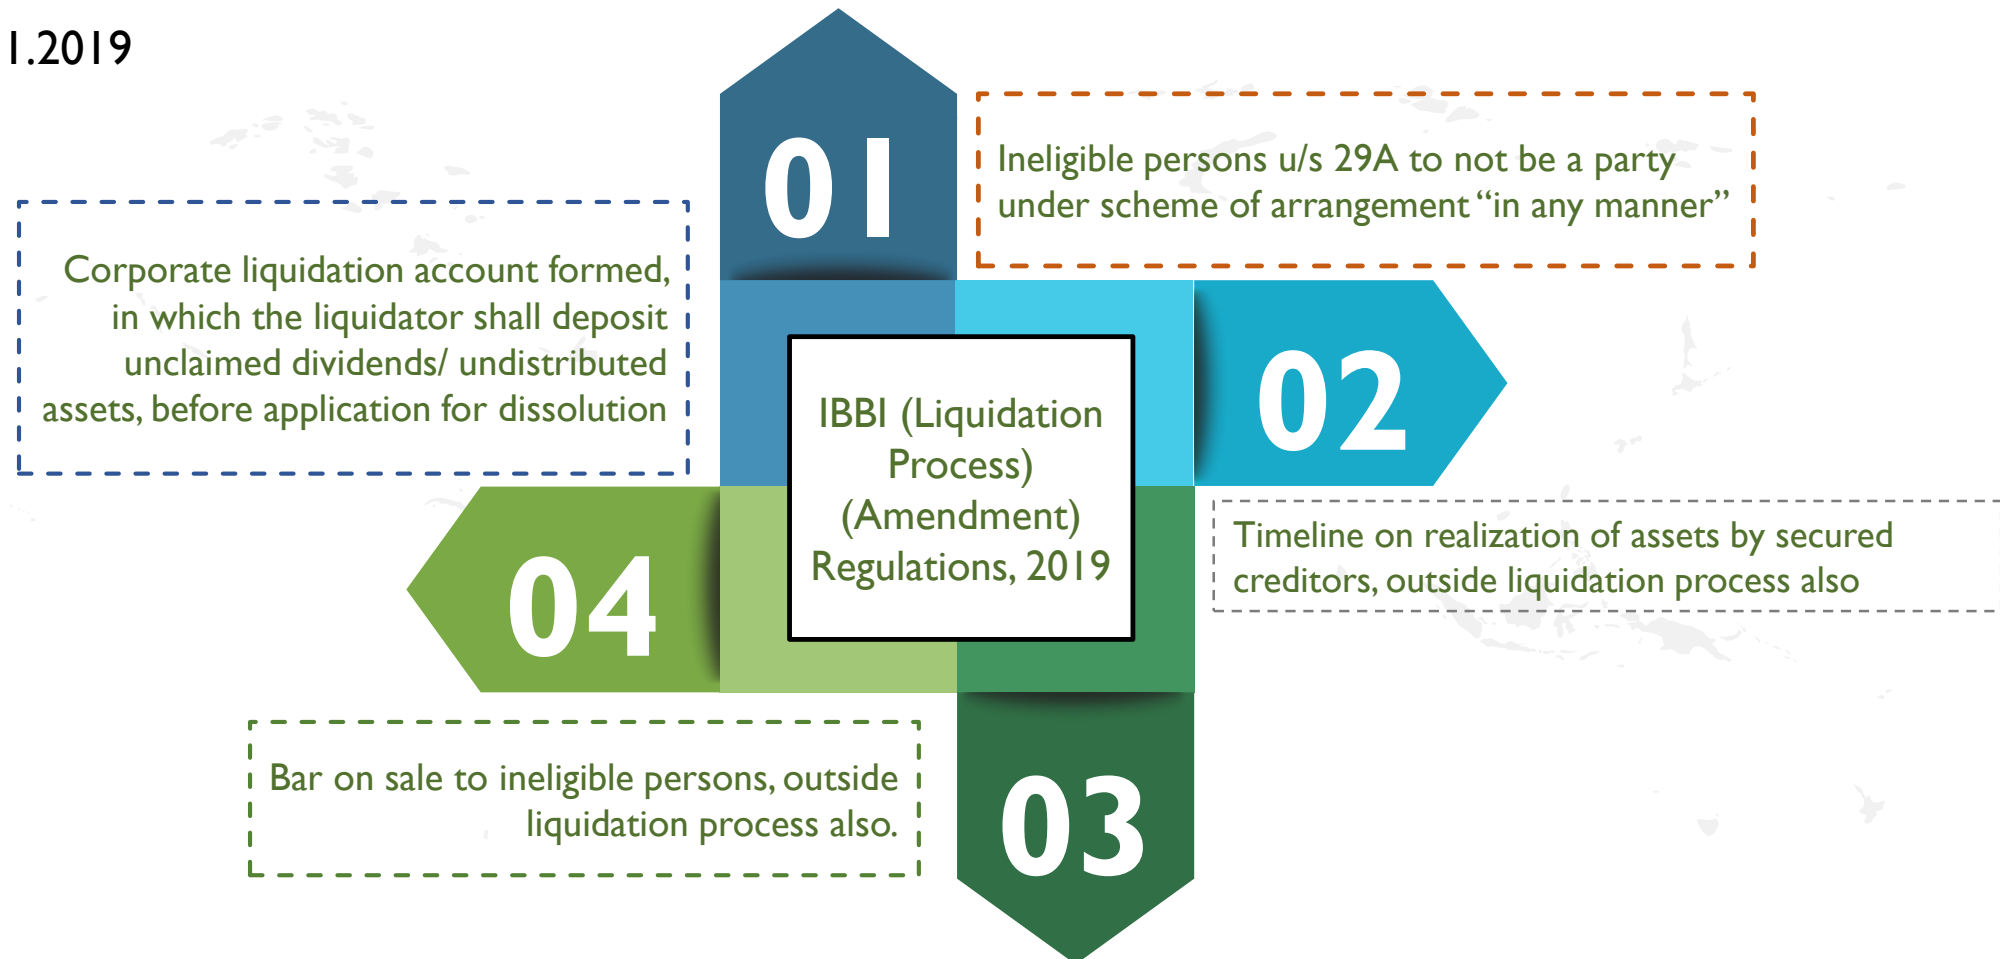 1.2019
01
Ineligible persons u/s 29A to not be a party
under scheme of arrangement “in any manner”
02
Timeline on realization of assets by secured
creditors, outside liquidation process also
03
Bar on sale to ineligible persons, outside
liquidation process also.
04
Corporate liquidation account formed,
in which the liquidator shall deposit
unclaimed dividends/ undistributed
assets, before application for dissolution
IBBI (Liquidation
Process)
(Amendment)
Regulations, 2019